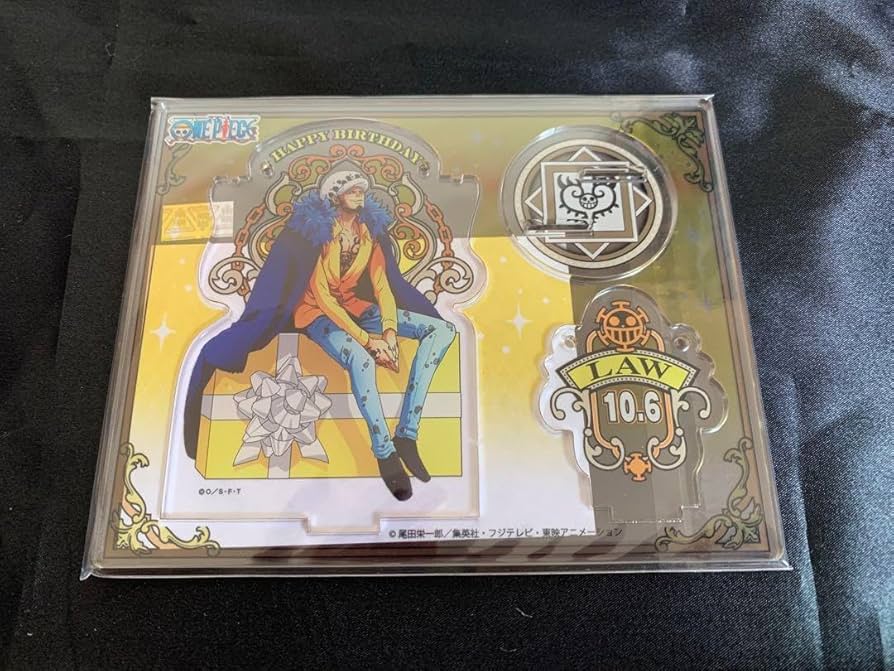 ONE PIECE
HAPPY BIRTHDAY
LAW
10.6
©O/S・F・T
© 尾田栄一郎／集英社・フジテレビ・東映アニメーション